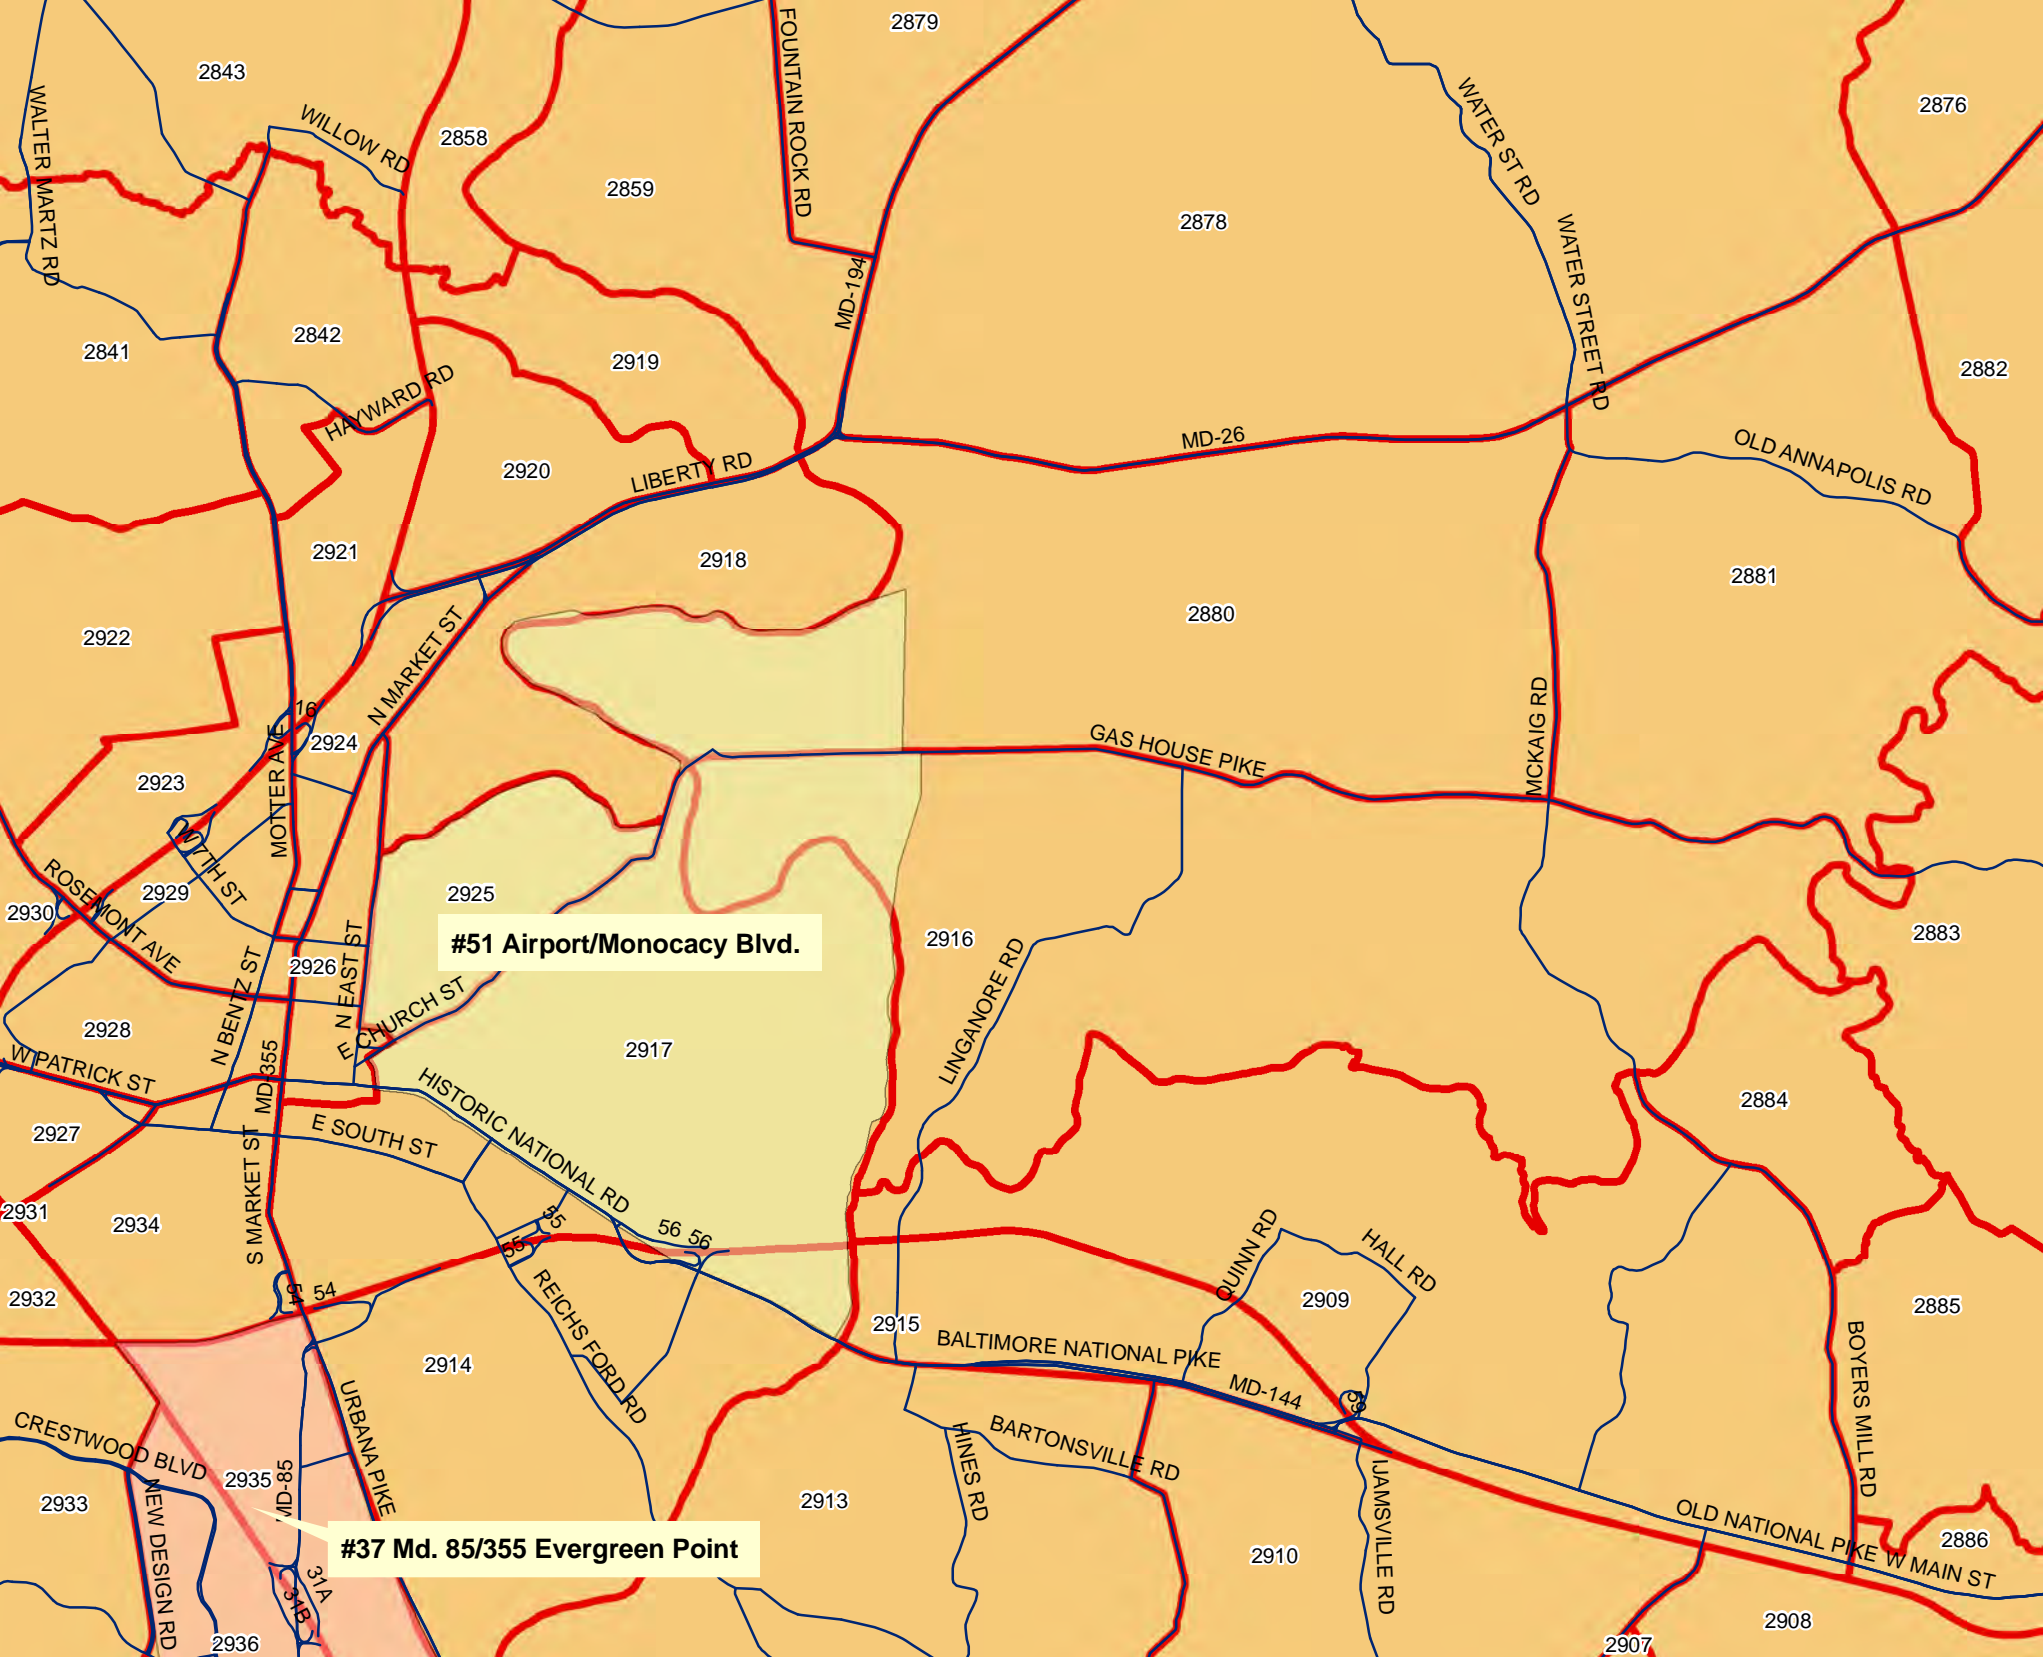 2879
2843
FOUNTAIN ROCK RD
WALTER MARTZ RD
WILLOW RD
2858
2859
WATER ST RD
2876
2878
WATER STREET RD
MD-194
2842
2841
2919
2882
HAYWARD RD
MD-26
OLD ANNAPOLIS RD
2920
LIBERTY RD
2921
2918
2881
2880
2922
N MARKET ST
16
2924
MOTTER AVE
MCKAIG RD
GAS HOUSE PIKE
2923
W 7TH ST
2929
ROSEMONT AVE
2930
2925
#51 Airport/Monocacy Blvd.
2916
2883
2926
N EAST ST
N BENTZ ST
E CHURCH ST
LINGANORE RD
2928
2917
W PATRICK ST
MD-355
HISTORIC NATIONAL RD
2884
2927
E SOUTH ST
S MARKET ST
2931
2934
55
55
56
56
QUINN RD
HALL RD
2932
54
54
2909
2885
REICHS FORD RD
2915
BALTIMORE NATIONAL PIKE
BOYERS MILL RD
2914
MD-144
59
URBANA PIKE
CRESTWOOD BLVD
HINES RD
BARTONSVILLE RD
2935
MD-85
2933
NEW DESIGN RD
2913
IJAMSVILLE RD
OLD NATIONAL PIKE
W MAIN ST
2886
#37 Md. 85/355 Evergreen Point
2910
31A
31B
2936
2908
2907